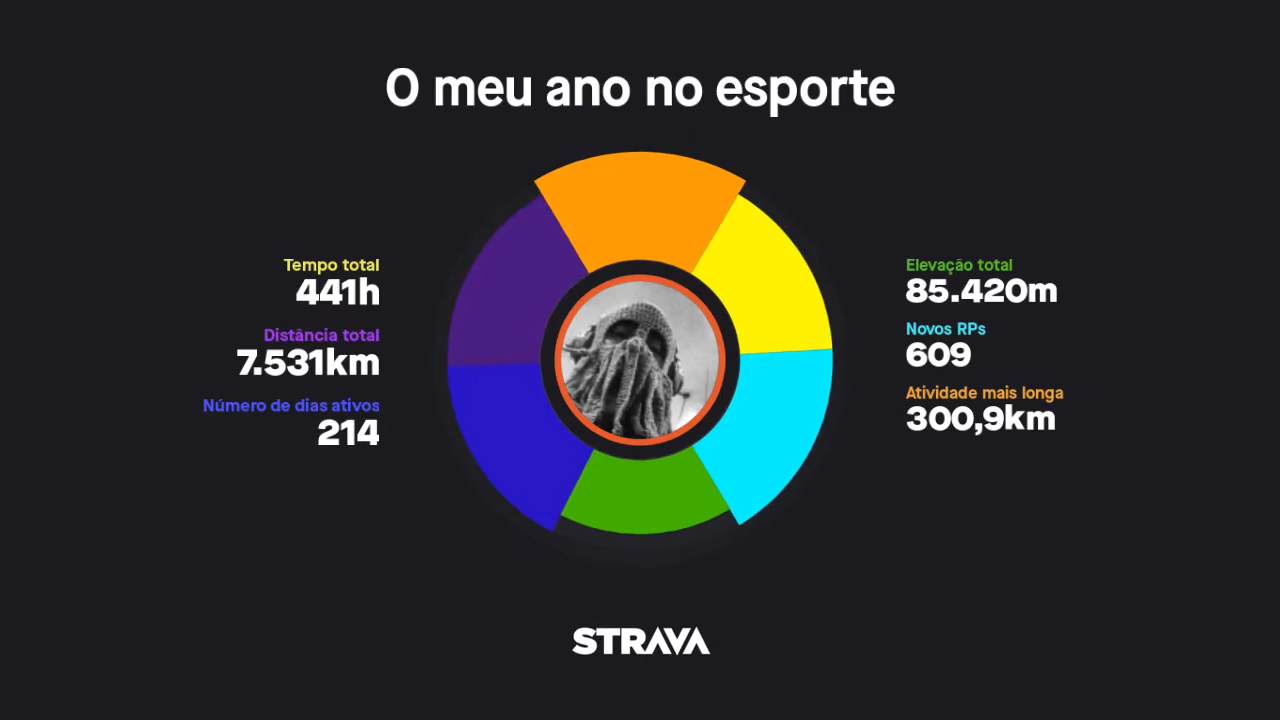 O meu ano no esporte
Tempo total
441h
Distância total
7.531km
Número de dias ativos
214
Elevação total
85.420m
Novos RPs
609
Atividade mais longa
300,9km
STRAVA